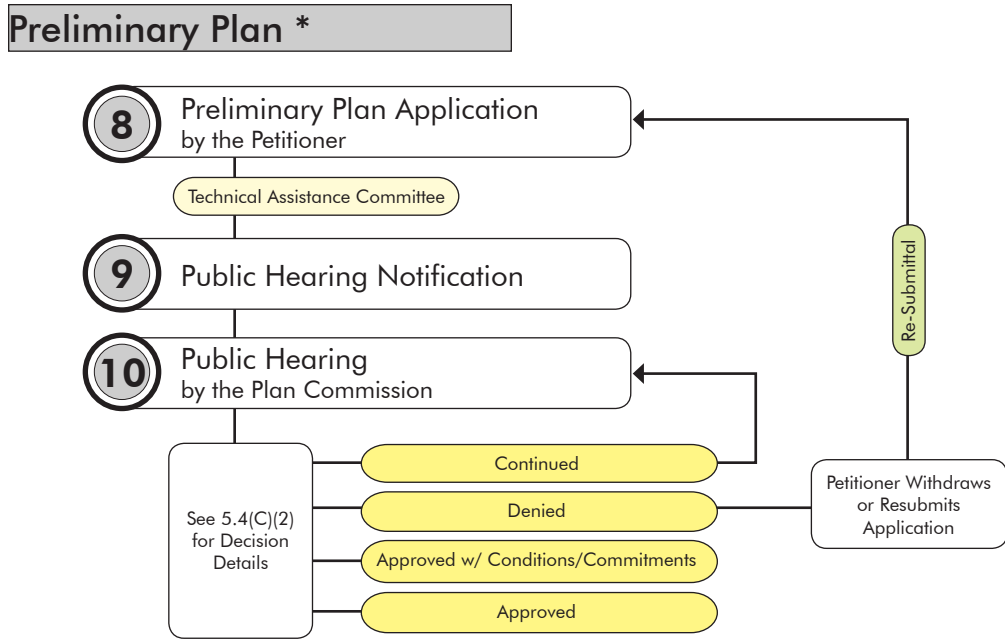 Preliminary Plan *
8
Preliminary Plan Application
by the Petitioner
Technical Assistance Committee
9
Public Hearing Notification
10
Public Hearing
by the Plan Commission
See 5.4(C)(2)
for Decision
Details
Continued
Denied
Approved w/ Conditions/Commitments
Approved
Petitioner Withdraws
or Resubmits
Application
Re-Submittal